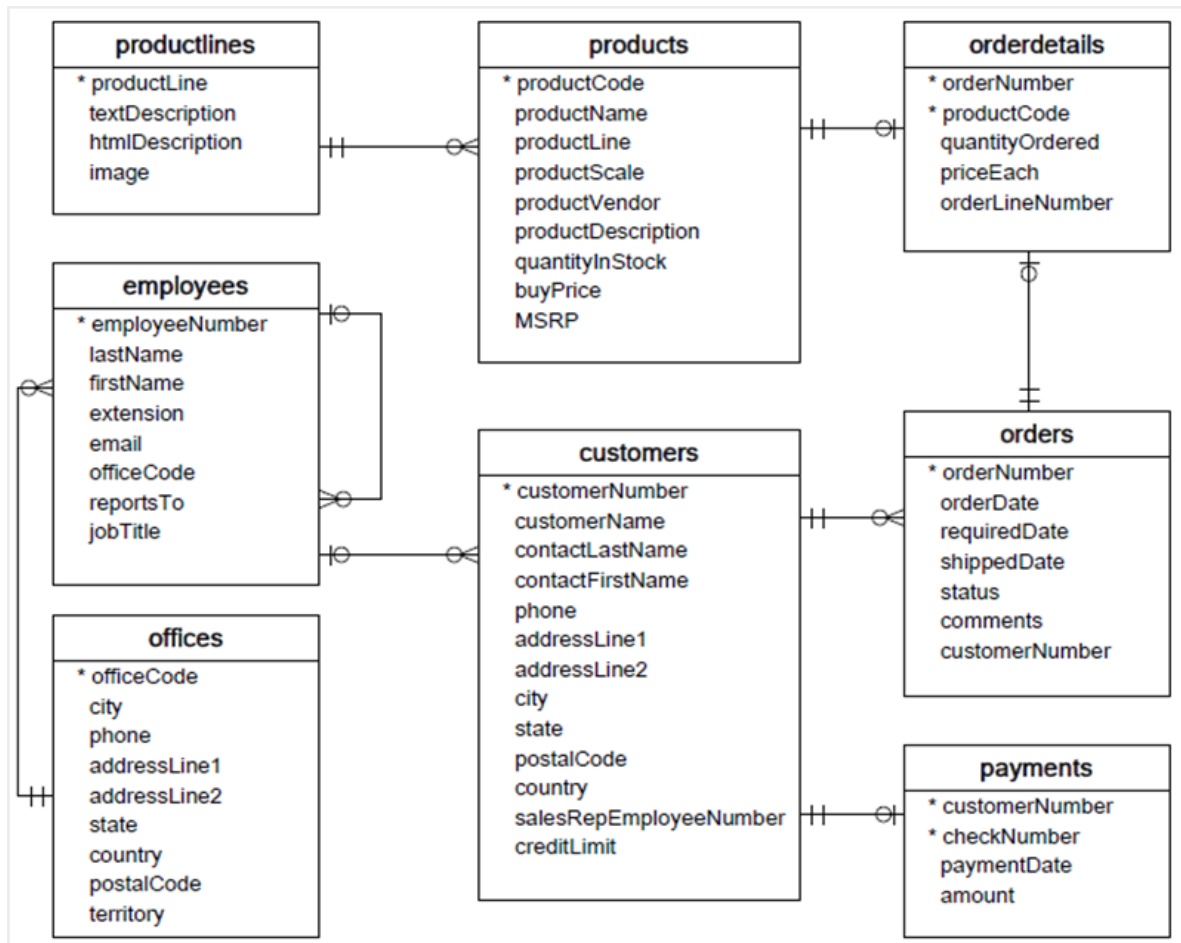 productlines
* productLine
textDescription
htmlDescription
image
products
* productCode
productName
productLine
productScale
productVendor
productDescription
quantityInStock
buyPrice
MSRP
orderdetails
* orderNumber
* productCode
quantityOrdered
priceEach
orderLineNumber
employees
* employeeNumber
lastName
firstName
extension
email
officeCode
reportsTo
jobTitle
customers
* customerNumber
customerName
contactLastName
contactFirstName
phone
addressLine1
addressLine2
city
state
postalCode
country
salesRepEmployeeNumber
creditLimit
orders
* orderNumber
orderDate
requiredDate
shippedDate
status
comments
customerNumber
offices
* officeCode
city
phone
addressLine1
addressLine2
state
country
postalCode
territory
payments
* customerNumber
* checkNumber
paymentDate
amount